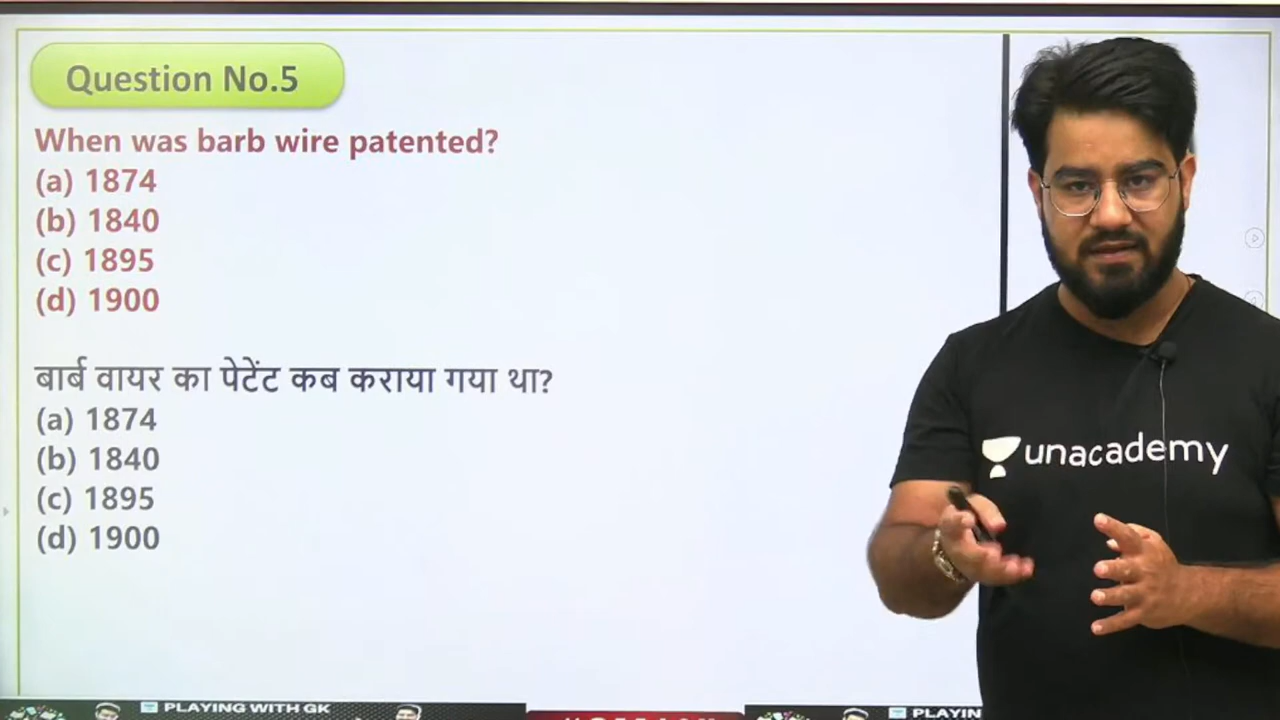 Question No.5
When was barb wire patented?
(a) 1874
(b) 1840
(c) 1895
(d) 1900
बार्ब वायर का पेटेंट कब कराया गया था?
(a) 1874
(b) 1840
(c) 1895
(d) 1900
unacademy
PLAYING WITH GK
PLAYIN